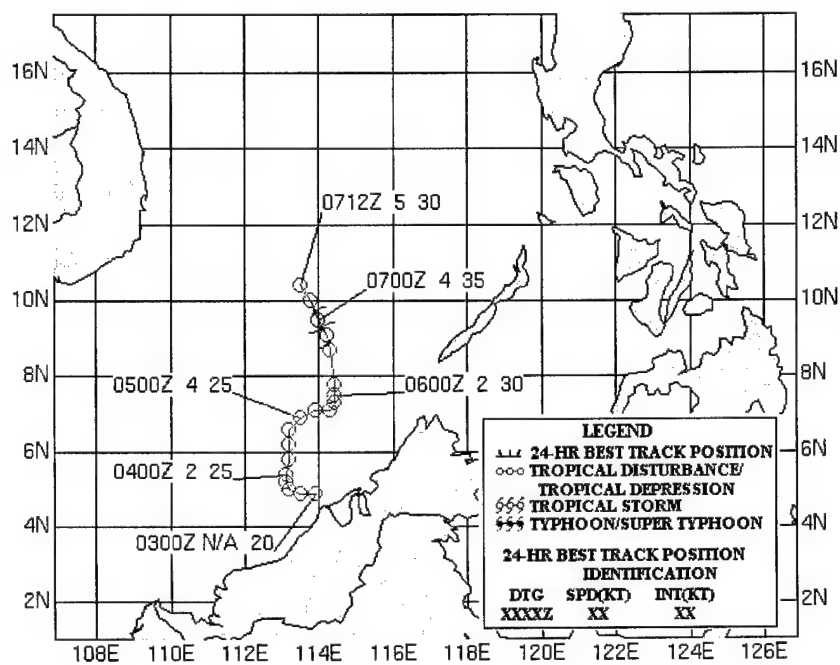 16N 16N
14N 14N
0712Z 5 30
12N 12N
0700Z 4 35
10N 10N
8N 8N
0500Z 4 25
0600Z 2 30
6N
0400Z 2 25
4N
0300Z N/A 20
2N 2N
108E 110E 112E 114E 116E 118E 120E 122E 124E 126E
LEGEND
24-HR BEST TRACK POSITION
TROPICAL DISTURBANCE/
TROPICAL DEPRESSION
TROPICAL STORM
TYPHOON/SUPER TYPHOON
24-HR BEST TRACK POSITION
IDENTIFICATION
DTG SPD(KT) INT(KT)
XXXXZ XX XX
6N
4N